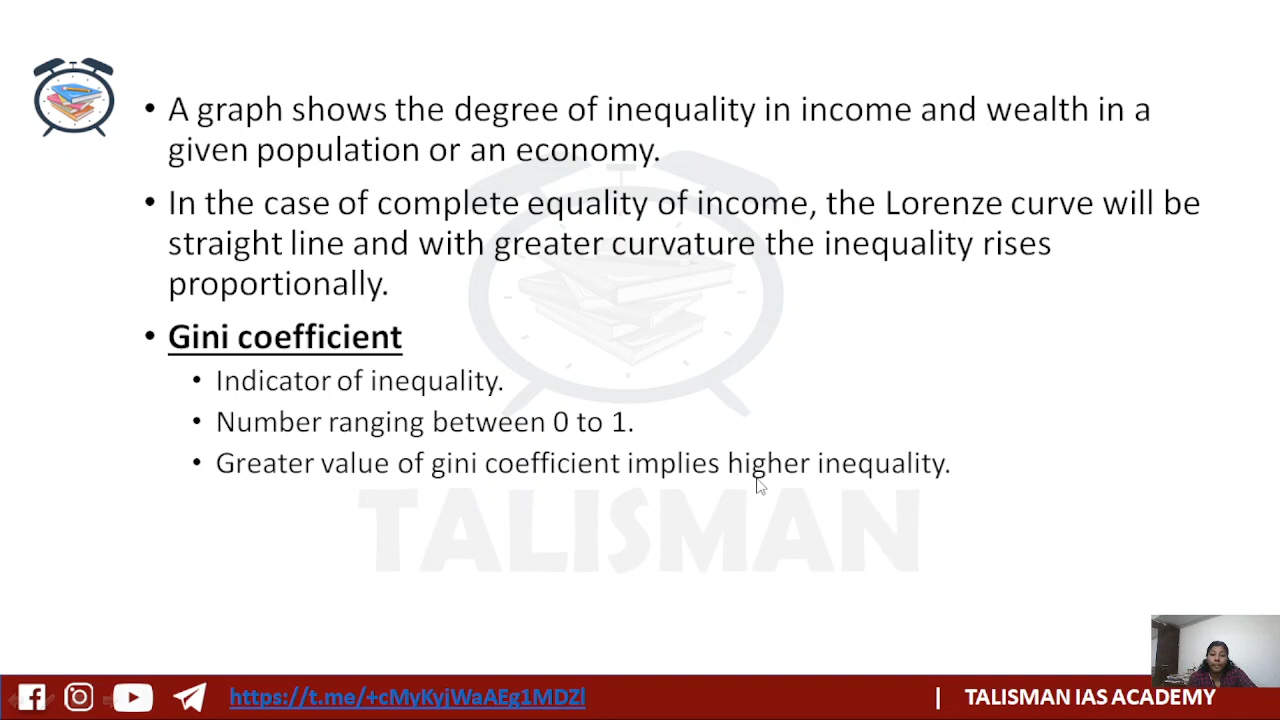 • A graph shows the degree of inequality in income and wealth in a
given population or an economy.
• In the case of complete equality of income, the Lorenze curve will be
straight line and with greater curvature the inequality rises
proportionally.
• Gini coefficient
• Indicator of inequality.
• Number ranging between 0 to 1.
• Greater value of gini coefficient implies higher inequality.
TALISMAN
https://t.me/+cMyKyjWaAEg1MDZl
| TALISMAN IAS ACADEMY